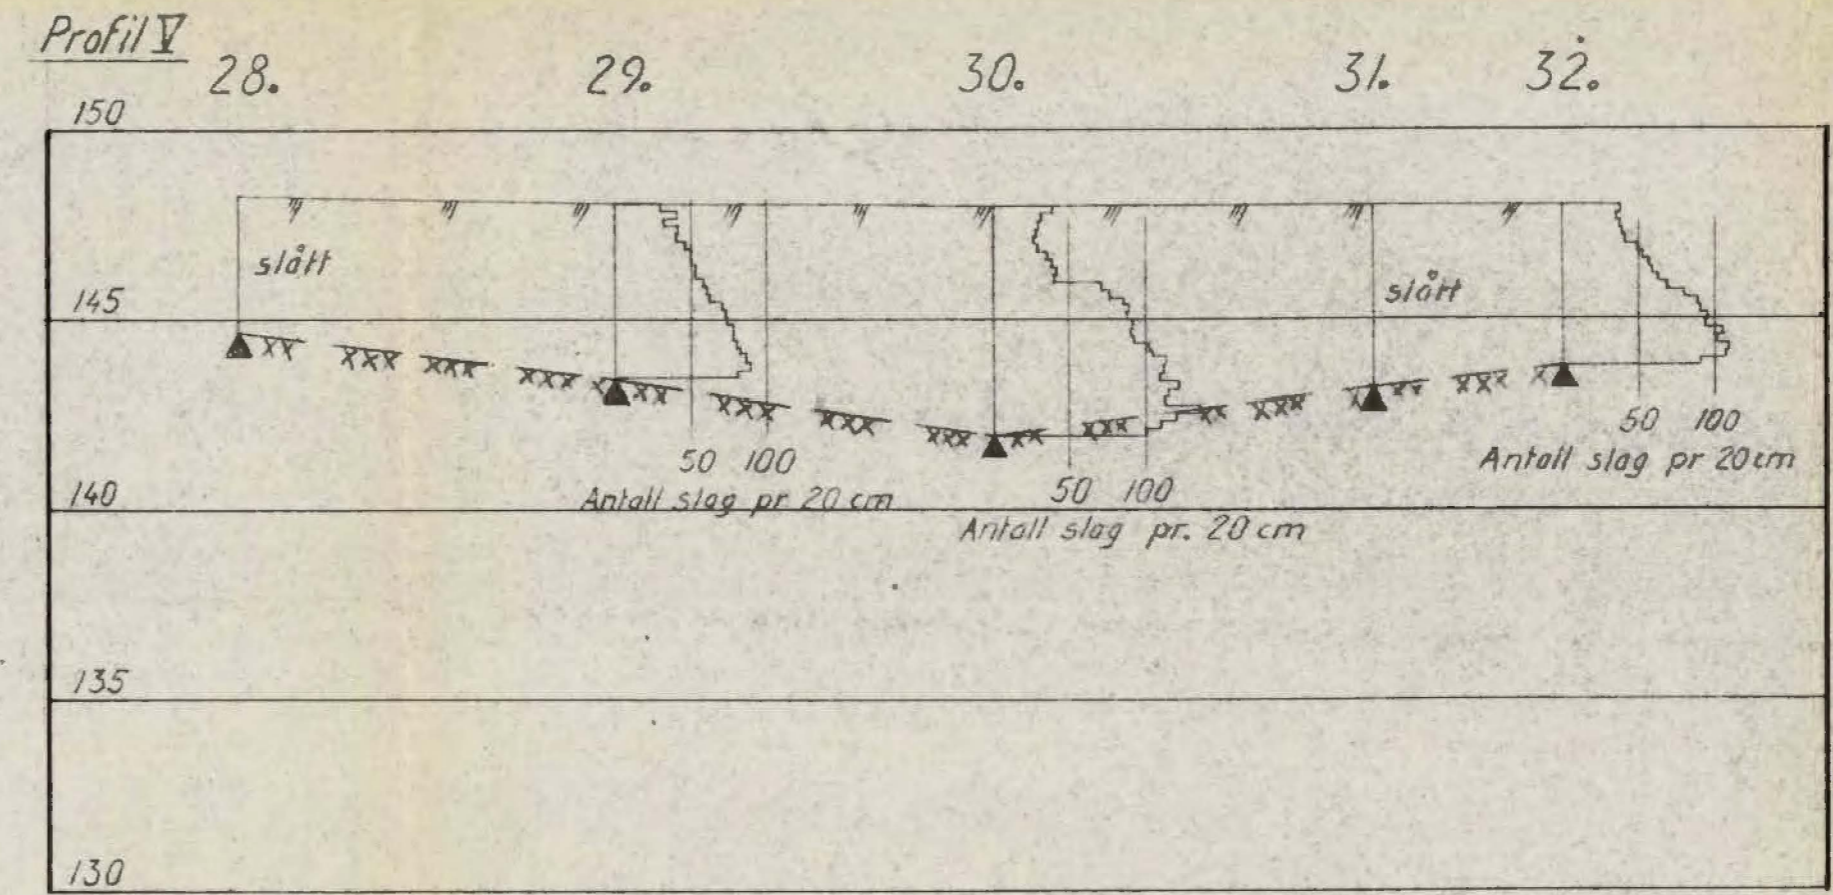 Profil V
28. 29. 30. 31. 32.
150
slått
145
slått
50 100
Antall slag pr 20 cm
50 100
Antall slag pr 20 cm
140
50 100
Antall slag pr. 20 cm
135
130